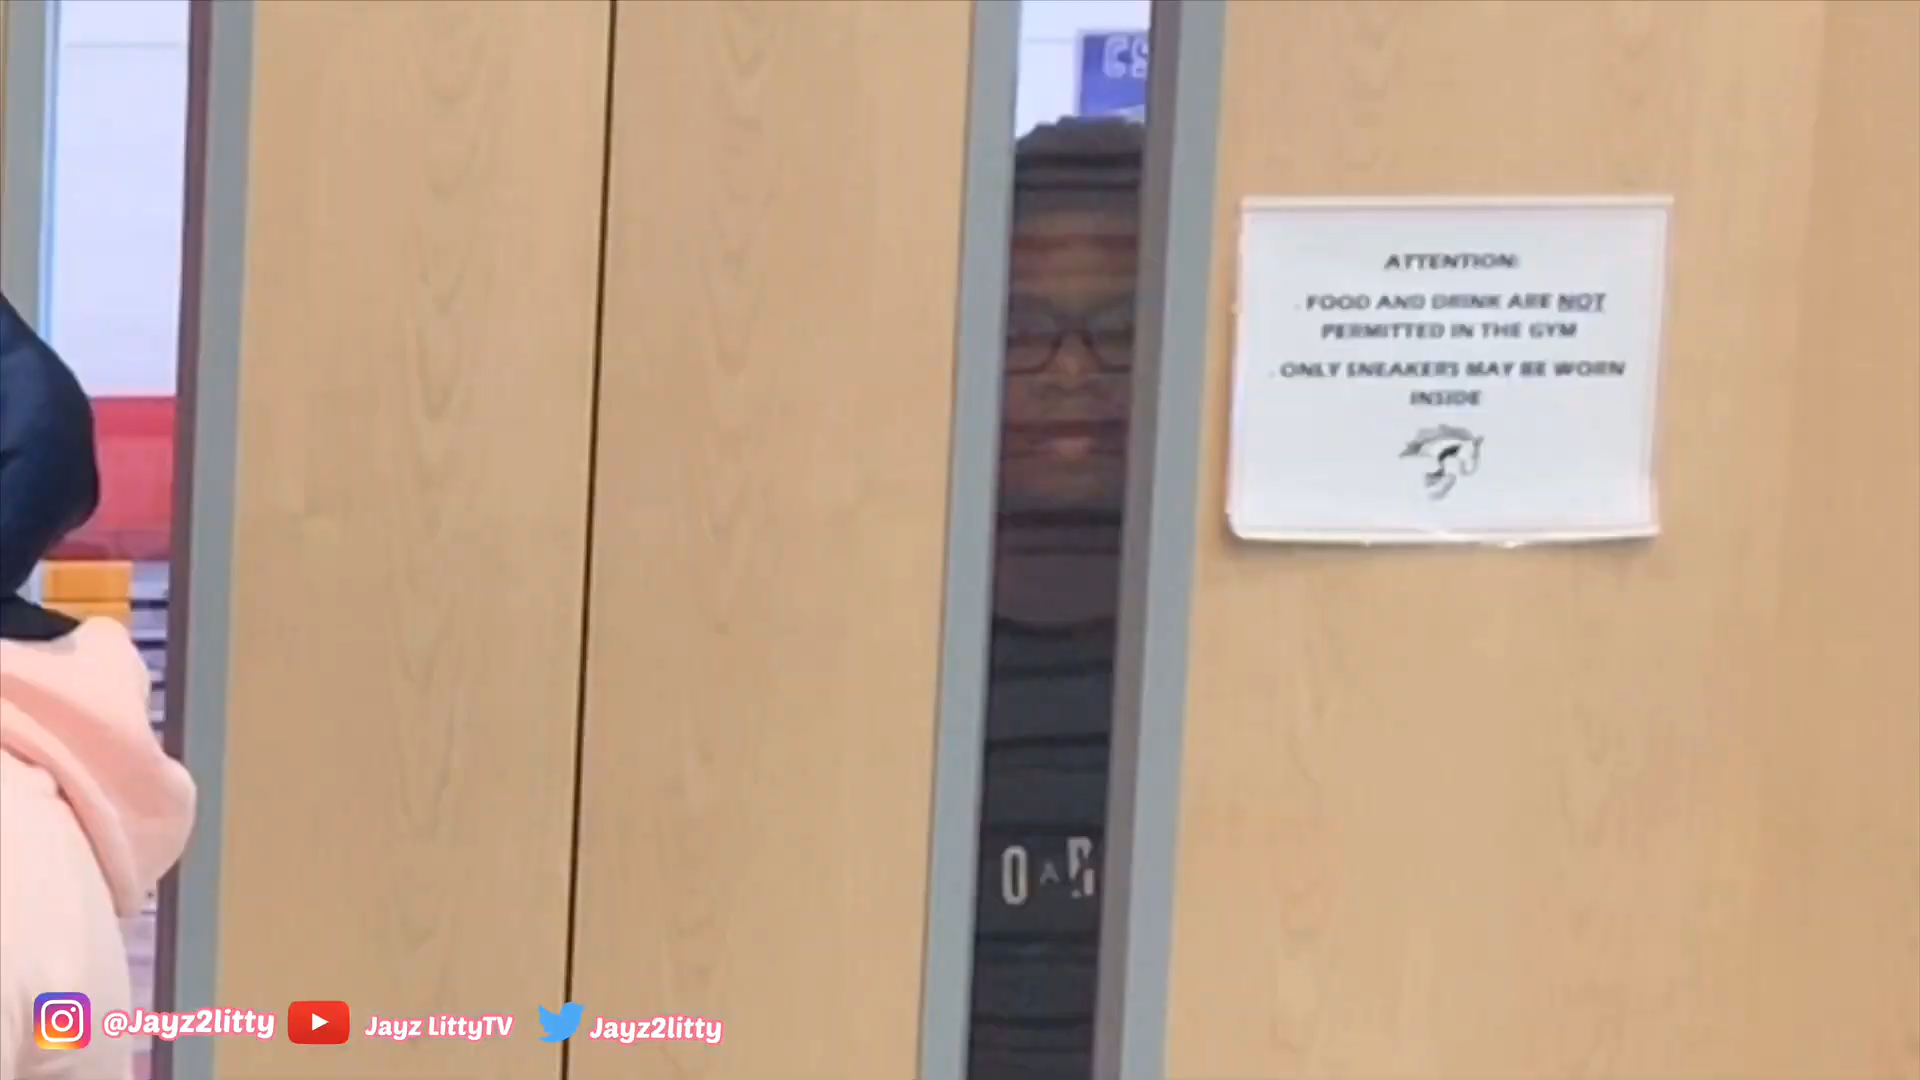 ATTENTION:
. FOOD AND DRINK ARE NOT
PERMITTED IN THE GYM
. ONLY SNEAKERS MAY BE WORN
INSIDE
@Jayz2litty
Jayz LittyTV
Jayz2litty